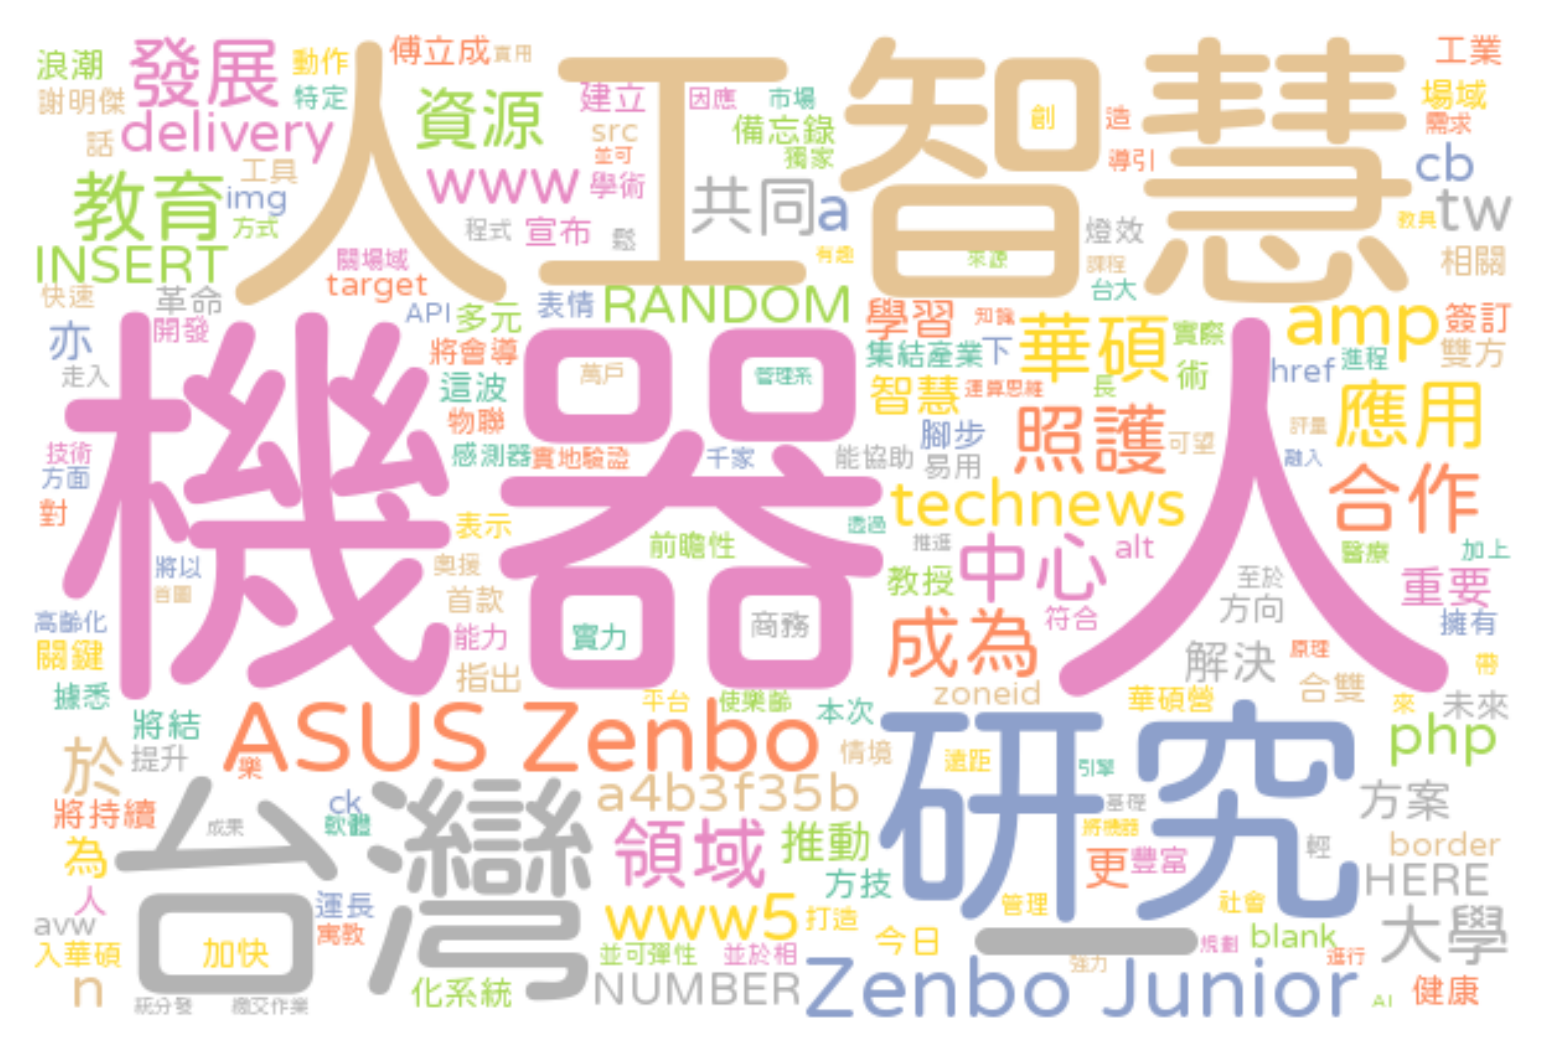 浪潮
發展
動作
傅立成
實用
人工智慧
工業
謝明傑
特定
資源
建立
因應
市場
創
造
場域
話
delivery
src
備忘錄
需求
工具
並可
獨家
導引
cb
教育
img
www
學術
共同
a
tw
方式
程式
宣布
鬆
燈效
教具
INSERT
關場域
有趣
來源
課程
相關
快速
革命
target
台大
API
多元
表情
RANDOM
學習
知識
華碩
實際
amp
簽訂
亦
開發
將會導
集結產業
下
雙方
走入
機器人
萬戶
管理系
智慧
運算思維
長
術
href
進程
這波
物聯
腳步
照護
可望
評量
應用
技術
感測器
實地驗證
千家
能協助
易用
融入
方面
technews
合作
對
表示
透過
前瞻性
推進
中心
alt
醫療
加上
將以
奧援
教授
至於
重要
首圖
首款
方向
高齡化
能力
實力
商務
成為
符合
擁有
關鍵
指出
解決
原理
帶
據悉
平台
使樂齡
zoneid
華碩營
合雙
來
未來
將結
ASUS Zenbo
本次
研究
php
於
提升
樂
情境
遠距
引擎
將持續
ck
a4b3f35b
基礎
方案
台灣
成果
軟體
領域
推動
將機器
輕
border
為
方技
更
豐富
HERE
人
運長
www5
打造
管理
社會
avw
寓教
今日
一
規劃
blank
大學
入華碩
加快
並可彈性
並於相
強力
進行
n
化系統
NUMBER
Zenbo Junior
AI
健康
統分發
繳交作業